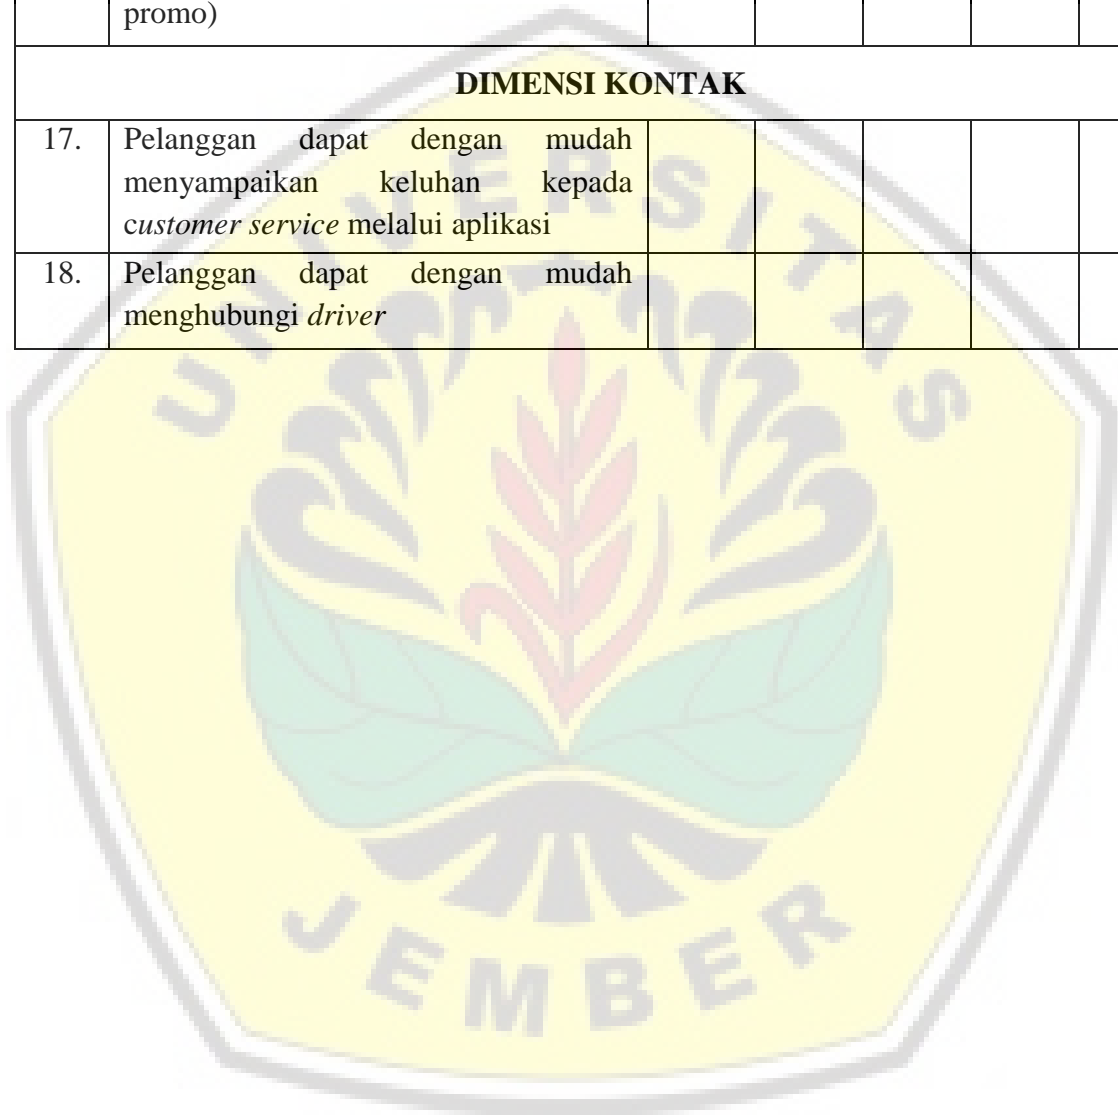 promo)
DIMENSI KONTAK
17. Pelanggan dapat dengan mudah
menyampaikan keluhan kepada
customer service melalui aplikasi
18. Pelanggan dapat dengan mudah
menghubungi driver
UNIVERSITAS
JEMBER